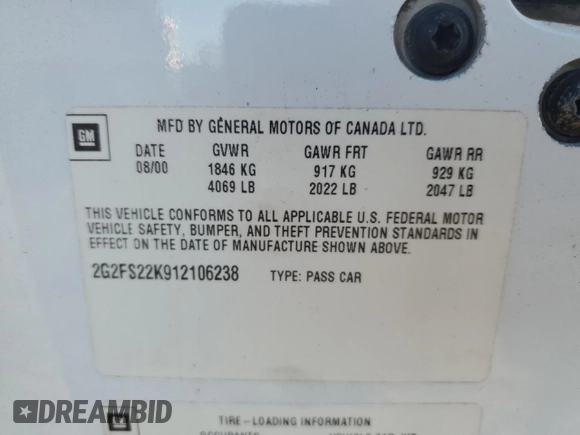 GM
MFD BY GENERAL MOTORS OF CANADA LTD.
DATE GVWR GAWR FRT GAWR RR
08/00 1846 KG 917 KG 929 KG
4069 LB 2022 LB 2047 LB
THIS VEHICLE CONFORMS TO ALL APPLICABLE U.S. FEDERAL MOTOR
VEHICLE SAFETY, BUMPER, AND THEFT PREVENTION STANDARDS IN
EFFECT ON THE DATE OF MANUFACTURE SHOWN ABOVE.
2G2FS22K912106238 TYPE: PASS CAR
GM
TIRE-LOADING INFORMATION
OCCUPANTS
DREAMBID